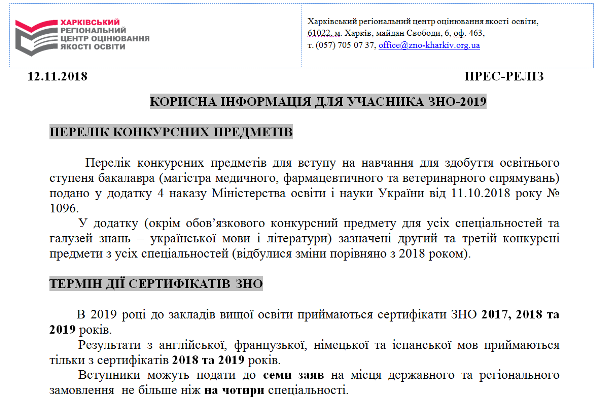 ХАРКІВСЬКИЙ
РЕГІОНАЛЬНИЙ
ЦЕНТР ОЦІНЮВАННЯ
ЯКОСТІ ОСВІТИ
Харківський регіональний центр оцінювання якості освіти,
61022, м. Харків, майдан Свободи, 6, оф. 463,
т. (057) 705 07 37, office@zno-kharkiv.org.ua
12.11.2018 ПРЕС-РЕЛІЗ
КОРИСНА ІНФОРМАЦІЯ ДЛЯ УЧАСНИКА ЗНО-2019
ПЕРЕЛІК КОНКУРСНИХ ПРЕДМЕТІВ
Перелік конкурсних предметів для вступу на навчання для здобуття освітнього
ступеня бакалавра (магістра медичного, фармацевтичного та ветеринарного спрямувань)
подано у додатку 4 наказу Міністерства освіти і науки України від 11.10.2018 року №
1096.
У додатку (окрім обов’язкового конкурсний предмету для усіх спеціальностей та
галузей знань української мови і літератури) зазначені другий та третій конкурсні
предмети з усіх спеціальностей (відбулися зміни порівняно з 2018 роком).
ТЕРМІН ДІЇ СЕРТИФІКАТІВ ЗНО
В 2019 році до закладів вищої освіти приймаються сертифікати ЗНО 2017, 2018 та
2019 років.
Результати з англійської, французької, німецької та іспанської мов приймаються
тільки з сертифікатів 2018 та 2019 років.
Вступники можуть подати до семи заяв на місця державного та регіонального
замовлення не більше ніж на чотири спеціальності.